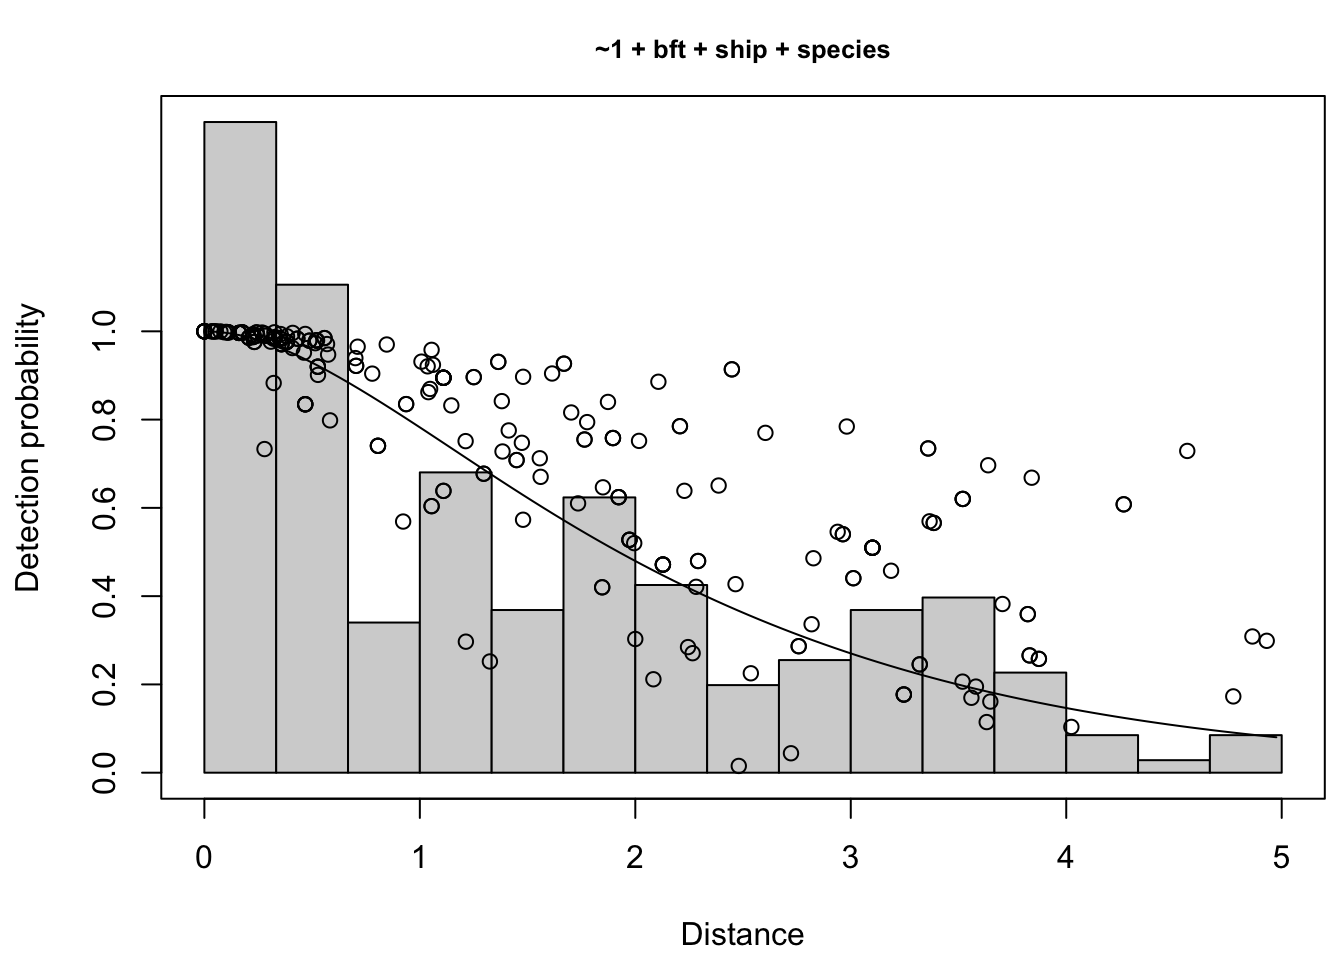 ~1 + bft + ship + species
Detection probability
1.0
0.8
0.6
0.4
0.2
0.0
0 1 2 3 4 5
Distance